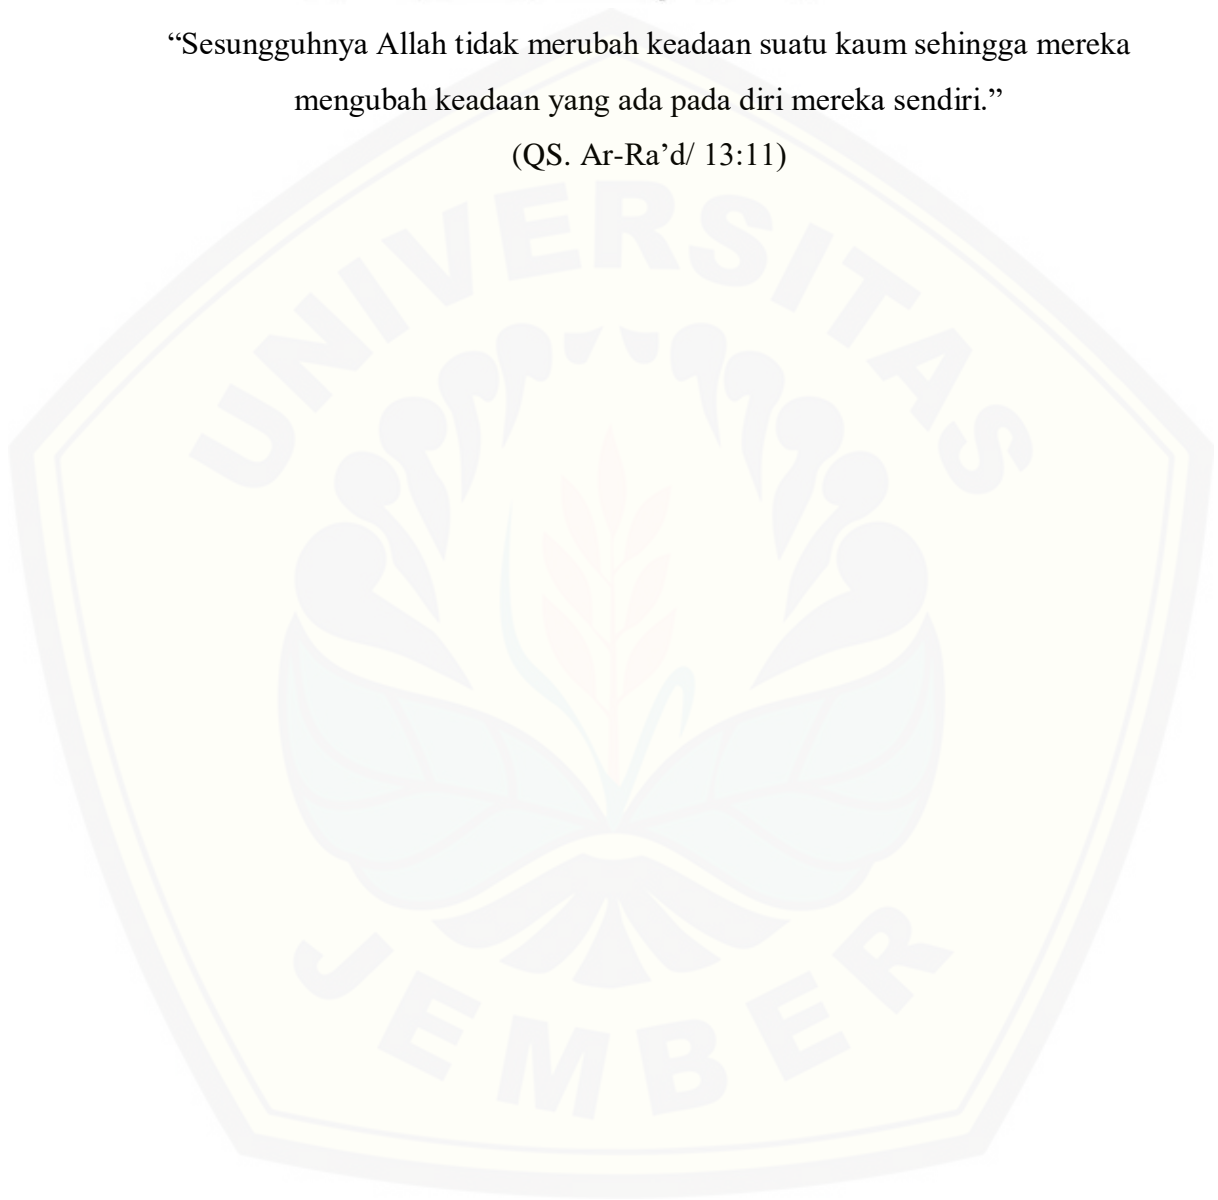 “Sesungguhnya Allah tidak merubah keadaan suatu kaum sehingga mereka
mengubah keadaan yang ada pada diri mereka sendiri.”
(QS. Ar-Ra’d/ 13:11)
UNIVERSITAS
JEMBER